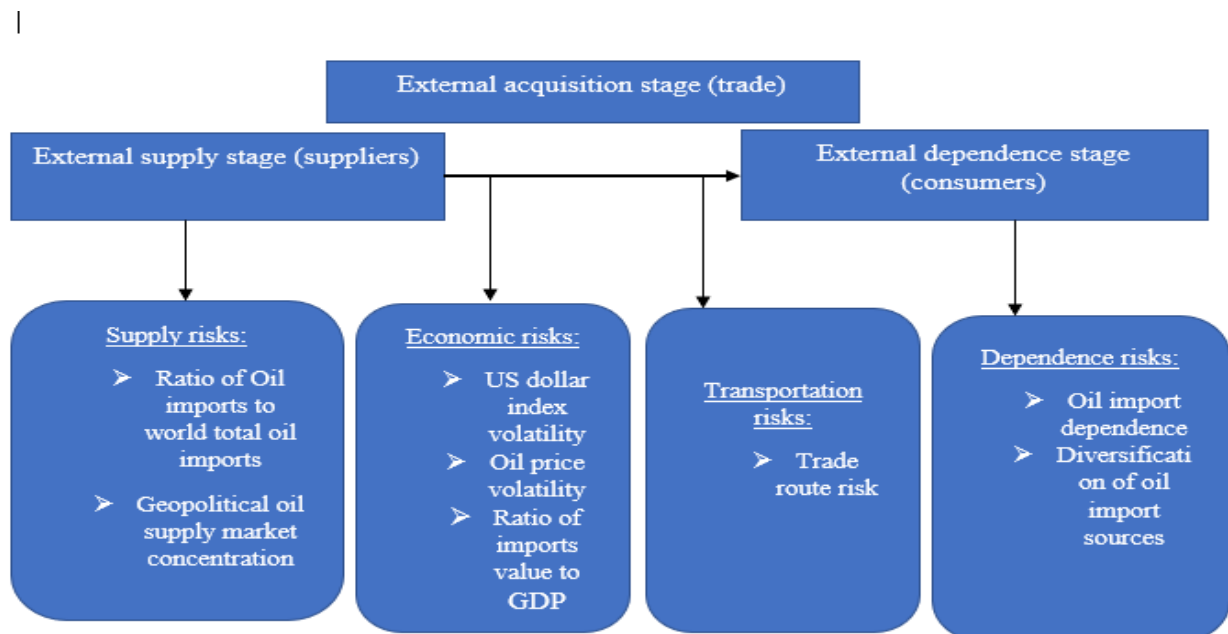 External acquisition stage (trade)
External supply stage (suppliers)
External dependence stage
(consumers)
Supply risks:
➢ Ratio of Oil
imports to
world total oil
imports
➢ Geopolitical oil
supply market
concentration
Economic risks:
➢ US dollar
index
volatility
➢ Oil price
volatility
➢ Ratio of
imports
value to
GDP
Transportation
risks:
➢ Trade
route risk
Dependence risks:
➢ Oil import
dependence
➢ Diversificati
on of oil
import
sources